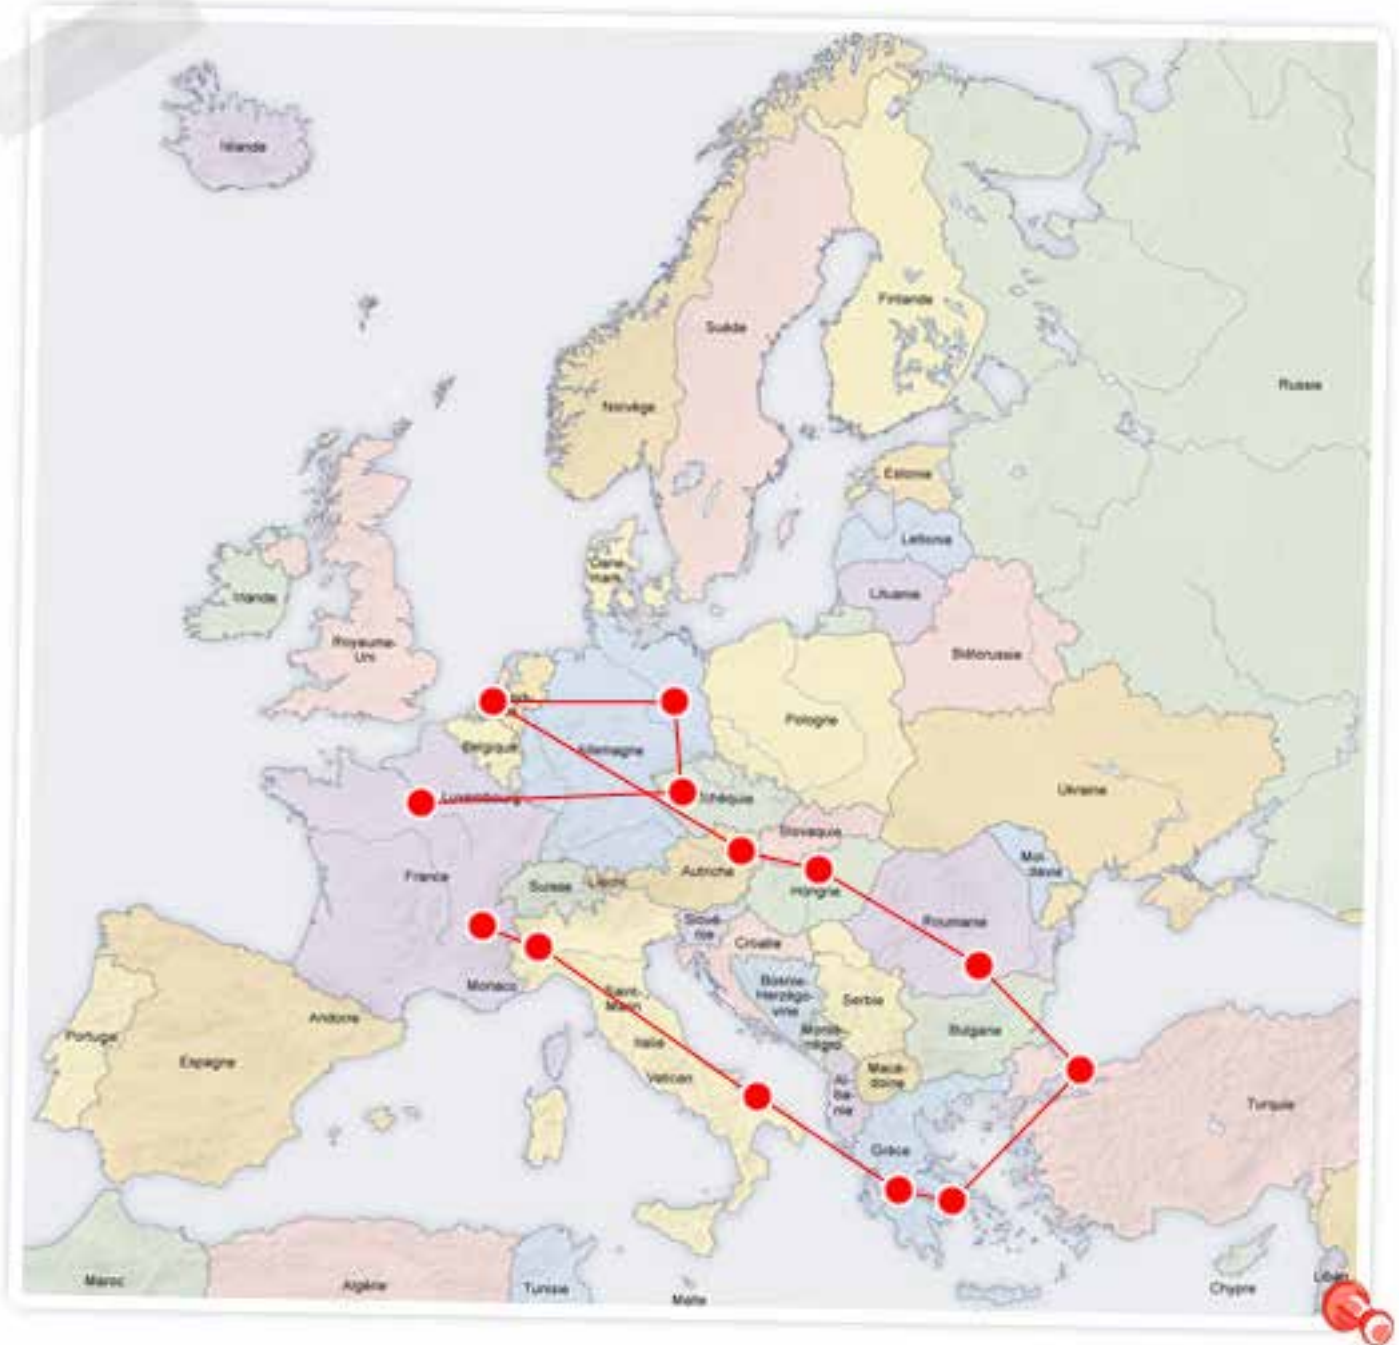 Islande
Finlande
Suède
Russie
Norvège
Estonie
Lettonie
Dane-
mark
Irlande
Lituanie
Royaume-
Uni
Biélorussie
Pologne
Belgique
Allemagne
Ukraine
Luxembourg
Tchéquie
Slovaquie
Mol-
davie
France
Autriche
Suisse
Liecht.
Hongrie
Roumanie
Slové-
nie
Croatie
Monaco
Saint-
Marin
Bosnie-
Herzégo-
vine
Serbie
Andorre
Portugal
Bulgarie
Monté-
négro
Italie
Espagne
Vatican
Macé-
doine
Al-
ba-
nie
Turquie
Grèce
Maroc
Algérie
Tunisie
Malte
Chypre
Liban